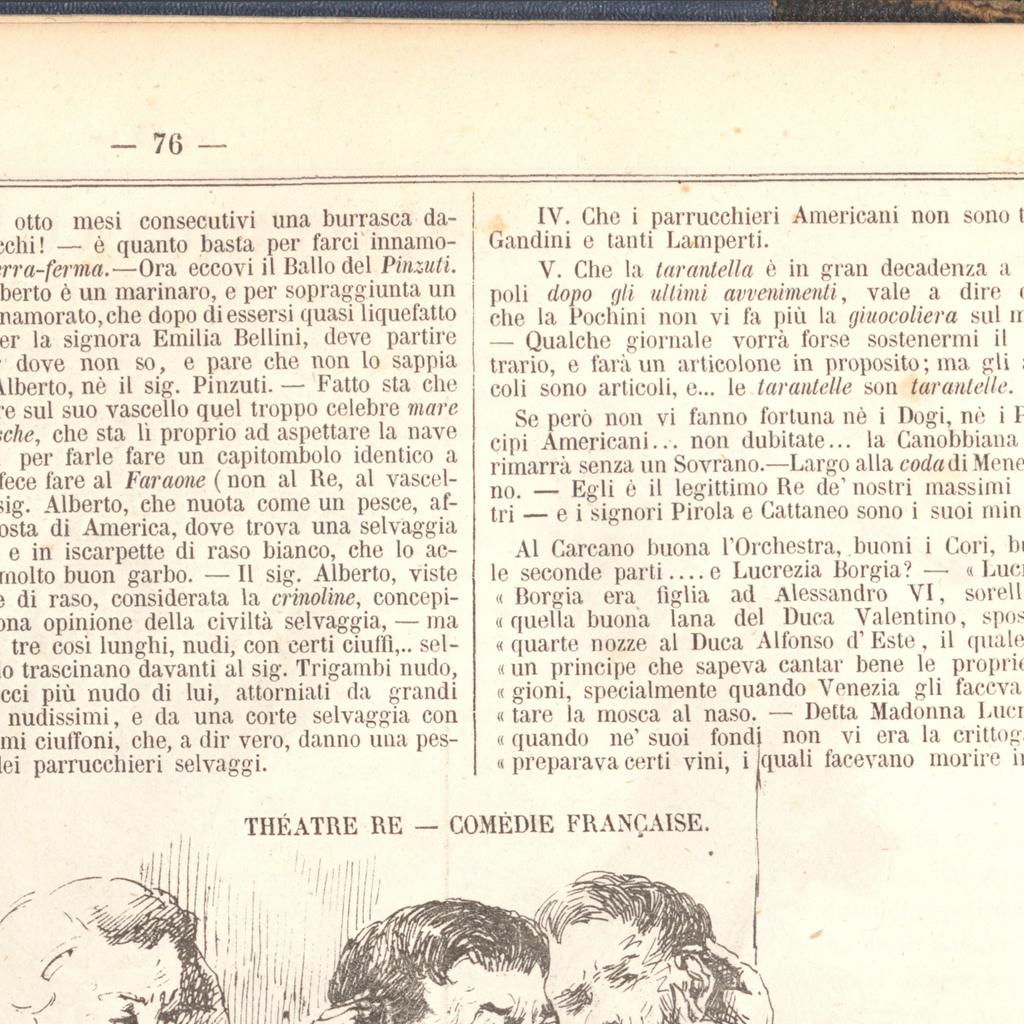 — 76 —
otto mesi consecutivi una burrasca da-
cchi! — è quanto basta per farci innamo-
erra-ferma.—Ora eccovi il Ballo del Pinzuti.
berto è un marinaro, e per sopraggiunta un
namorato, che dopo di essersi quasi liquefatto
er la signora Emilia Bellini, deve partire
dove non so, e pare che non lo sappia
Alberto, nè il sig. Pinzuti. — Fatto sta che
re sul suo vascello quel troppo celebre mare
sche, che sta lì proprio ad aspettare la nave
per farle fare un capitombolo identico a
fece fare al Faraone (non al Re, al vascel-
sig. Alberto, che nuota come un pesce, af-
osta di America, dove trova una selvaggia
e in iscarpette di raso bianco, che lo ac-
molto buon garbo. — Il sig. Alberto, viste
e di raso, considerata la crinoline, concepi-
ona opinione della civiltà selvaggia, — ma
tre così lunghi, nudi, con certi ciuffi,.. sel-
lo trascinano davanti al sig. Trigambi nudo,
cci più nudo di lui, attorniati da grandi
nudissimi, e da una corte selvaggia con
mi ciuffoni, che, a dir vero, danno una pes-
dei parrucchieri selvaggi.
IV. Che i parrucchieri Americani non sono t
Gandini e tanti Lamperti.
V. Che la tarantella è in gran decadenza a
poli dopo gli ultimi avvenimenti, vale a dire
che la Pochini non vi fa più la giuocoliera sul m
— Qualche giornale vorrà forse sostenermi il
trario, e farà un articolone in proposito; ma gli a
coli sono articoli, e... le tarantelle son tarantelle.
Se però non vi fanno fortuna nè i Dogi, nè i P
cipi Americani... non dubitate... la Canobbiana
rimarrà senza un Sovrano.—Largo alla coda di Mene
no. — Egli è il legittimo Re de' nostri massimi
tri — e i signori Pirola e Cattaneo sono i suoi min
Al Carcano buona l'Orchestra, buoni i Cori, bu
le seconde parti .... e Lucrezia Borgia? — « Luc
« Borgia era figlia ad Alessandro VI, sorell
« quella buona lana del Duca Valentino, spos
« quarte nozze al Duca Alfonso d'Este, il quale
« un principe che sapeva cantar bene le proprie
« gioni, specialmente quando Venezia gli faceva
« tare la mosca al naso. — Detta Madonna Lucr
« quando ne' suoi fondi non vi era la crittog
« preparava certi vini, i quali facevano morire i
THÉATRE RE — COMÉDIE FRANÇAISE.